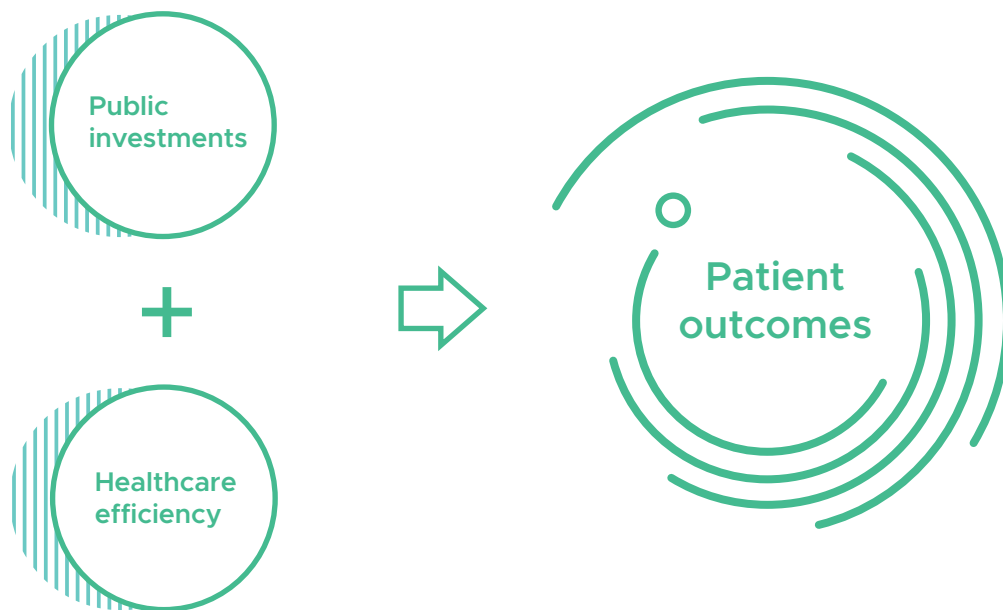 Public
investments
+
Healthcare
efficiency
Patient
outcomes